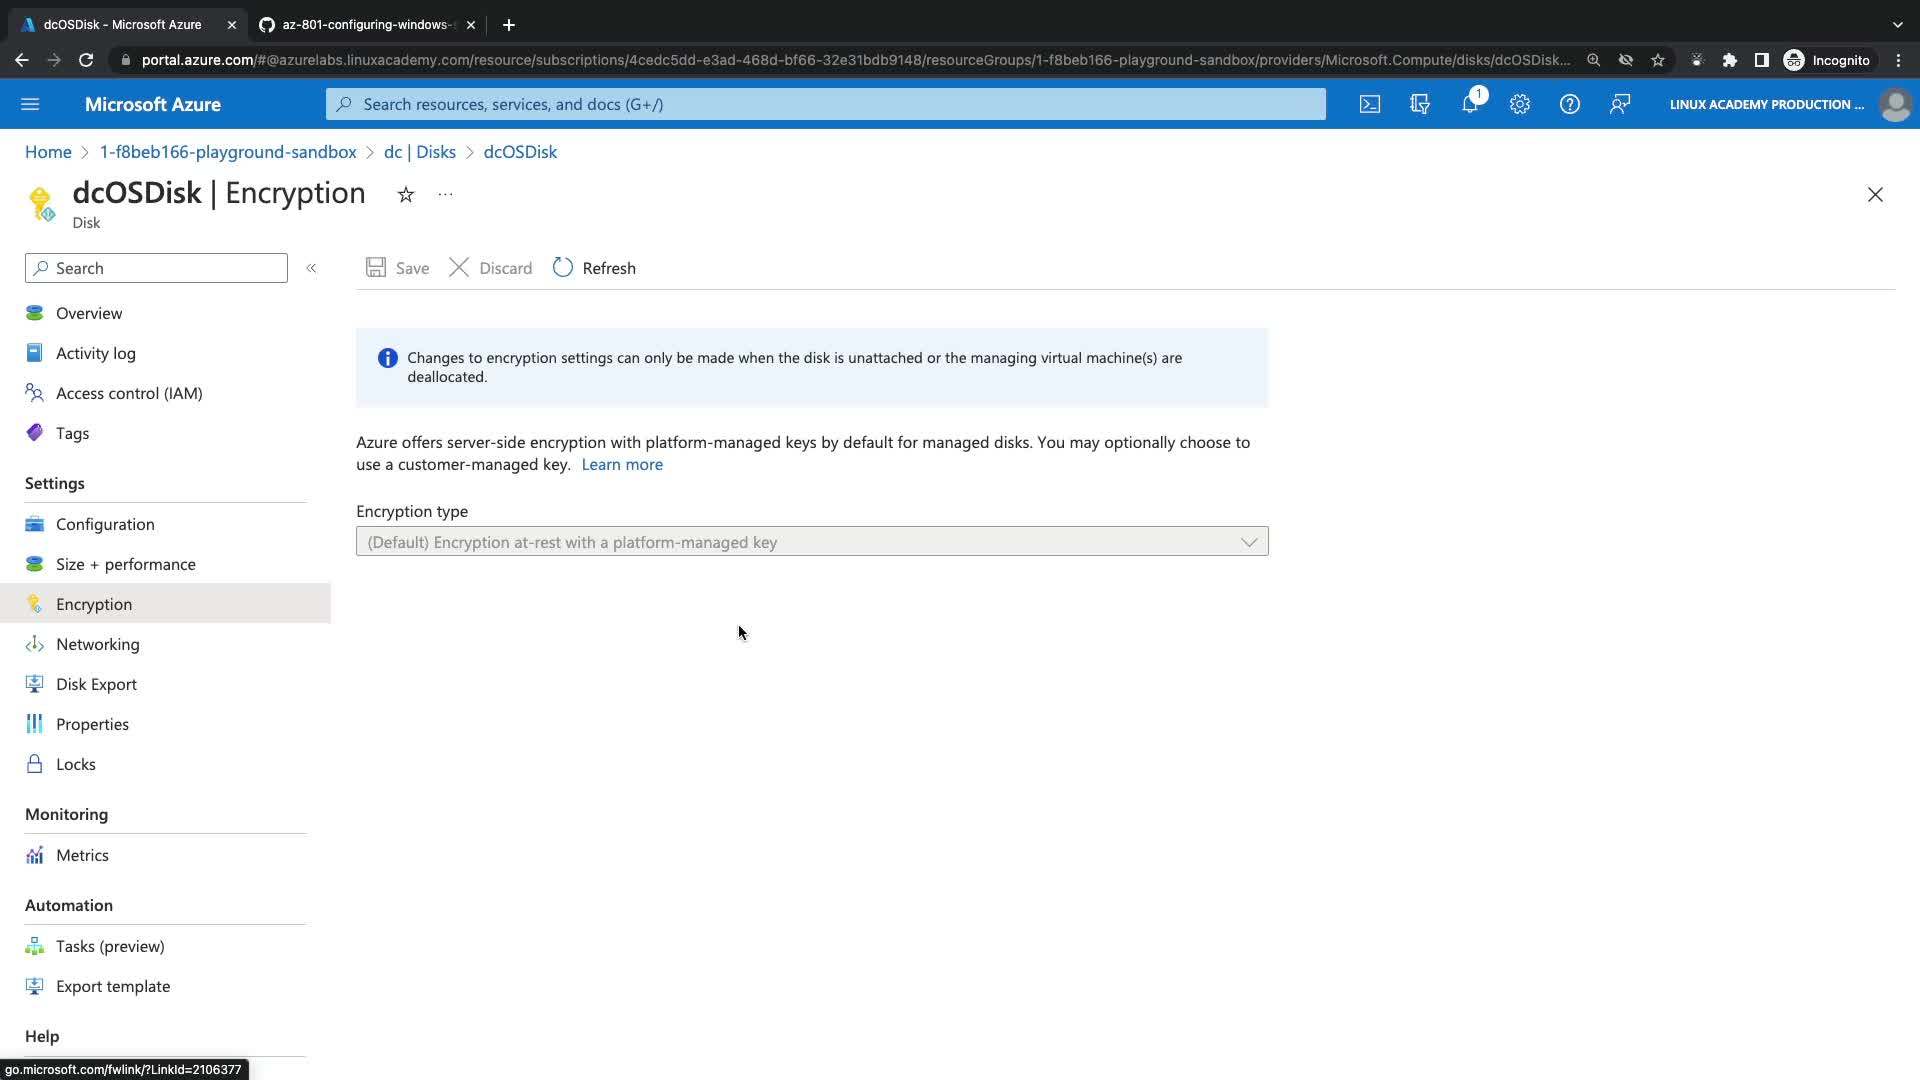 dcOSDisk - Microsoft Azure
az-801-configuring-windows-
portal.azure.com/#@azurelabs.linuxacademy.com/resource/subscriptions/4cedc5dd-e3ad-468d-bf66-32e31bdb9148/resourceGroups/1-f8beb166-playground-sandbox/providers/Microsoft.Compute/disks/dcOSDisk...
Incognito
Microsoft Azure
Search resources, services, and docs (G+/)
1
LINUX ACADEMY PRODUCTION ...
Home > 1-f8beb166-playground-sandbox > dc | Disks > dcOSDisk
dcOSDisk | Encryption
Disk
Search
Save
Discard
Refresh
Overview
Activity log
Access control (IAM)
Tags
Settings
Configuration
Size + performance
Encryption
Networking
Disk Export
Properties
Locks
Monitoring
Metrics
Automation
Tasks (preview)
Export template
Help
Changes to encryption settings can only be made when the disk is unattached or the managing virtual machine(s) are
deallocated.
Azure offers server-side encryption with platform-managed keys by default for managed disks. You may optionally choose to
use a customer-managed key. Learn more
Encryption type
(Default) Encryption at-rest with a platform-managed key
go.microsoft.com/fwlink/?LinkId=2106377